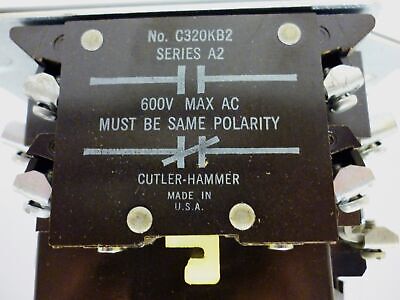 No. C320KB2
SERIES A2
600V MAX AC
MUST BE SAME POLARITY
CUTLER-HAMMER
MADE IN
U.S.A.